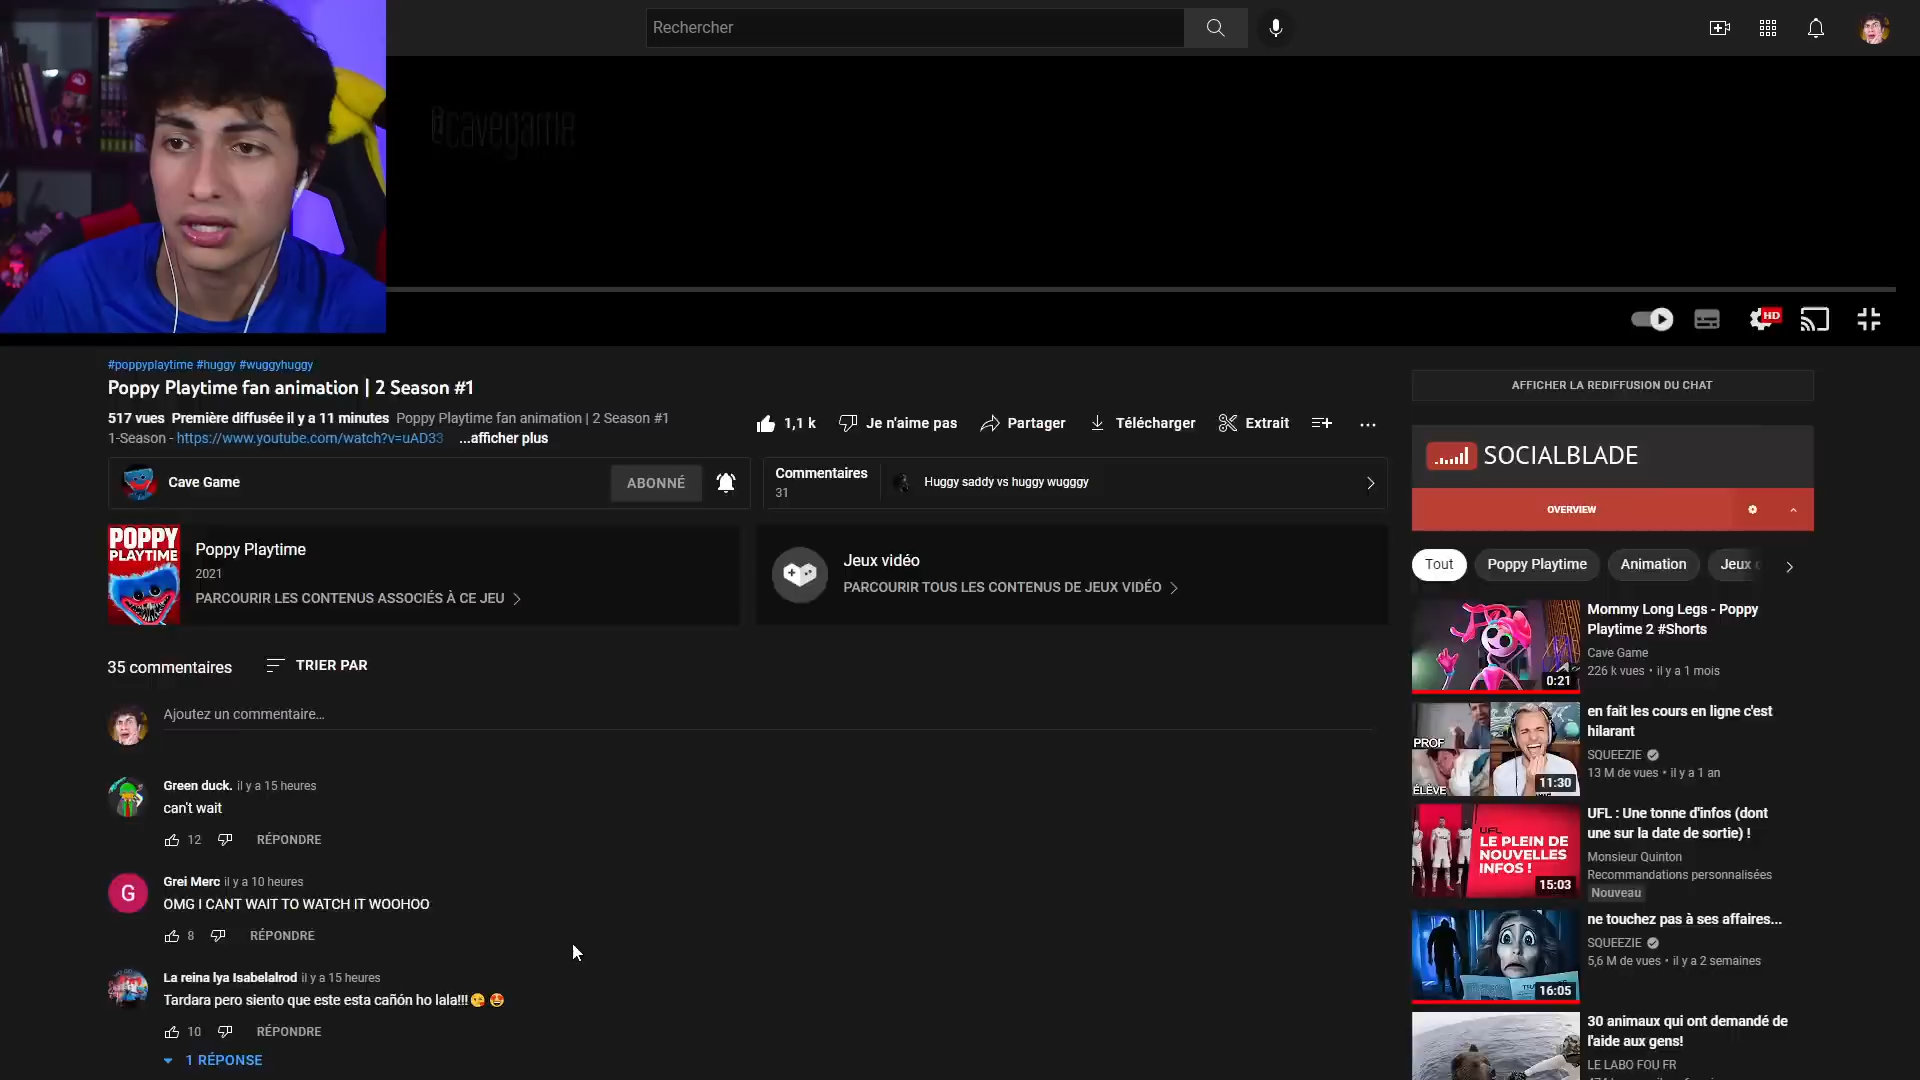 Rechercher
@cavegame
HD
#poppyplaytime #huggy #wuggyhuggy
Poppy Playtime fan animation | 2 Season #1
517 vues Première diffusée il y a 11 minutes Poppy Playtime fan animation | 2 Season #1
1-Season - https://www.youtube.com/watch?v=uAD33 ...afficher plus
1,1 k Je n'aime pas Partager Télécharger Extrait
Cave Game
ABONNÉ
Commentaires
31
Huggy saddy vs huggy wugggy
POPPY
PLAYTIME
Poppy Playtime
2021
PARCOURIR LES CONTENUS ASSOCIÉS À CE JEU
Jeux vidéo
PARCOURIR TOUS LES CONTENUS DE JEUX VIDÉO
35 commentaires TRIER PAR
Ajoutez un commentaire...
Green duck. il y a 15 heures
can't wait
12 RÉPONDRE
G
Grei Merc il y a 10 heures
OMG I CANT WAIT TO WATCH IT WOOHOO
8 RÉPONDRE
La reina lya Isabelalrod il y a 15 heures
Tardara pero siento que este esta cañón ho lala!!!😘 🤩
10 RÉPONDRE
1 RÉPONSE
AFFICHER LA REDIFFUSION DU CHAT
SOCIALBLADE
OVERVIEW
Tout Poppy Playtime Animation Jeux
Mommy Long Legs - Poppy
Playtime 2 #Shorts
Cave Game
226 k vues • il y a 1 mois
0:21
en fait les cours en ligne c'est
hilarant
SQUEEZIE
13 M de vues • il y a 1 an
PROF
ÉLÈVE
11:30
UFL : Une tonne d'infos (dont
une sur la date de sortie) !
Monsieur Quinton
Recommandations personnalisées
Nouveau
UFL
LE PLEIN DE
NOUVELLES
INFOS !
15:03
ne touchez pas à ses affaires...
SQUEEZIE
5,6 M de vues • il y a 2 semaines
16:05
30 animaux qui ont demandé de
l'aide aux gens!
LE LABO FOU FR